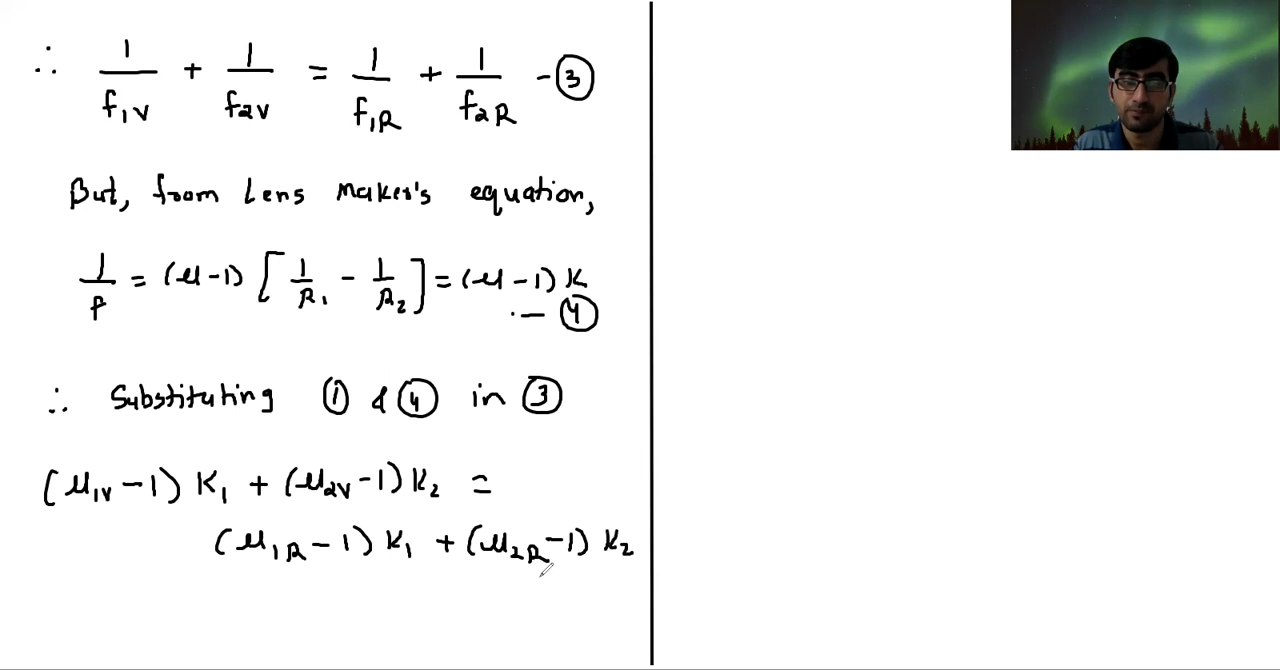 ∴ 1/f₁V + 1/f₂V = 1/f₁R + 1/f₂R - ③
But, from Lens Maker's equation,
1/f = (μ-1) [1/R₁ - 1/R₂] = (μ-1) K
— ④
∴ Substituting ① & ④ in ③
(μ₁V - 1) K₁ + (μ₂V - 1) K₂ =
(μ₁R - 1) K₁ + (μ₂R - 1) K₂